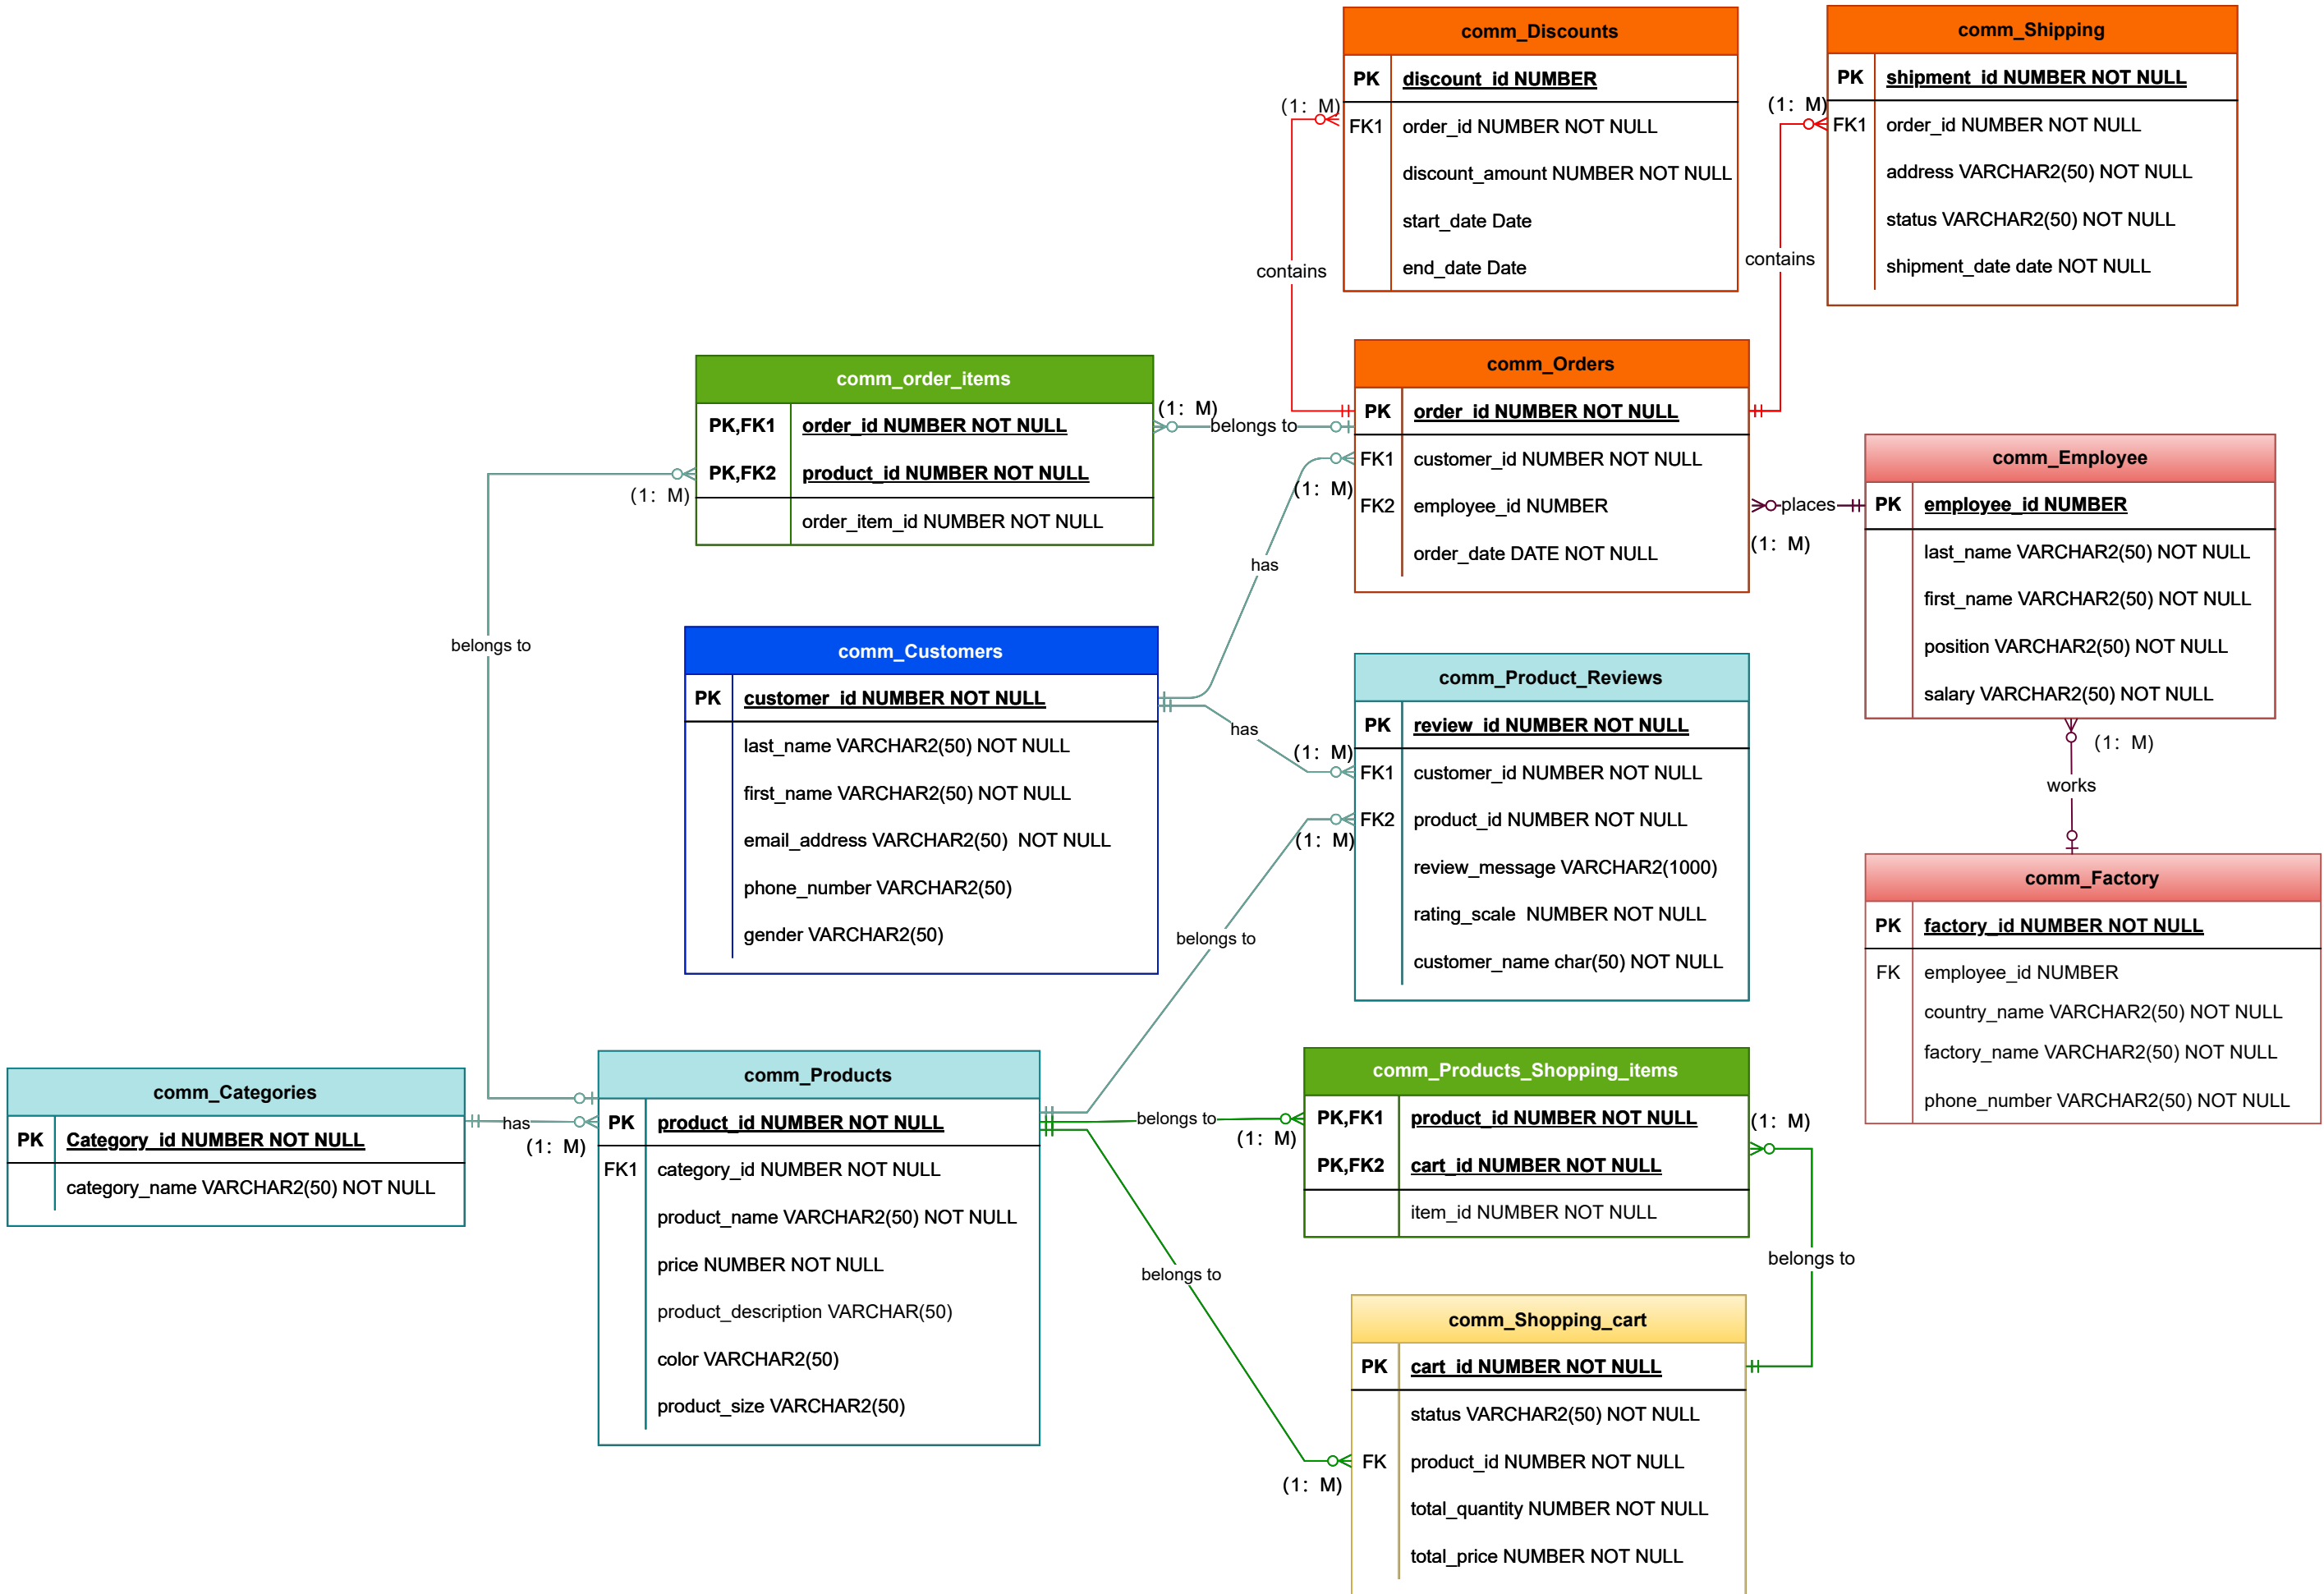 comm_Discounts
PK discount_id NUMBER
FK1 order_id NUMBER NOT NULL
discount_amount NUMBER NOT NULL
start_date Date
end_date Date
comm_Shipping
PK shipment_id NUMBER NOT NULL
FK1 order_id NUMBER NOT NULL
address VARCHAR2(50) NOT NULL
status VARCHAR2(50) NOT NULL
shipment_date date NOT NULL
(1: M)
contains
(1: M)
contains
comm_order_items
PK,FK1 order_id NUMBER NOT NULL
PK,FK2 product_id NUMBER NOT NULL
order_item_id NUMBER NOT NULL
(1: M)
belongs to
(1: M)
belongs to
comm_Orders
PK order_id NUMBER NOT NULL
FK1 customer_id NUMBER NOT NULL
FK2 employee_id NUMBER
order_date DATE NOT NULL
(1: M)
has
places
(1: M)
comm_Employee
PK employee_id NUMBER
last_name VARCHAR2(50) NOT NULL
first_name VARCHAR2(50) NOT NULL
position VARCHAR2(50) NOT NULL
salary VARCHAR2(50) NOT NULL
(1: M)
works
comm_Customers
PK customer_id NUMBER NOT NULL
last_name VARCHAR2(50) NOT NULL
first_name VARCHAR2(50) NOT NULL
email_address VARCHAR2(50) NOT NULL
phone_number VARCHAR2(50)
gender VARCHAR2(50)
has
(1: M)
comm_Product_Reviews
PK review_id NUMBER NOT NULL
FK1 customer_id NUMBER NOT NULL
FK2 product_id NUMBER NOT NULL
review_message VARCHAR2(1000)
rating_scale NUMBER NOT NULL
customer_name char(50) NOT NULL
(1: M)
belongs to
comm_Factory
PK factory_id NUMBER NOT NULL
FK employee_id NUMBER
country_name VARCHAR2(50) NOT NULL
factory_name VARCHAR2(50) NOT NULL
phone_number VARCHAR2(50) NOT NULL
comm_Categories
PK Category_id NUMBER NOT NULL
category_name VARCHAR2(50) NOT NULL
has
(1: M)
comm_Products
PK product_id NUMBER NOT NULL
FK1 category_id NUMBER NOT NULL
product_name VARCHAR2(50) NOT NULL
price NUMBER NOT NULL
product_description VARCHAR(50)
color VARCHAR2(50)
product_size VARCHAR2(50)
belongs to
(1: M)
comm_Products_Shopping_items
PK,FK1 product_id NUMBER NOT NULL
PK,FK2 cart_id NUMBER NOT NULL
item_id NUMBER NOT NULL
(1: M)
belongs to
belongs to
(1: M)
comm_Shopping_cart
PK cart_id NUMBER NOT NULL
status VARCHAR2(50) NOT NULL
FK product_id NUMBER NOT NULL
total_quantity NUMBER NOT NULL
total_price NUMBER NOT NULL